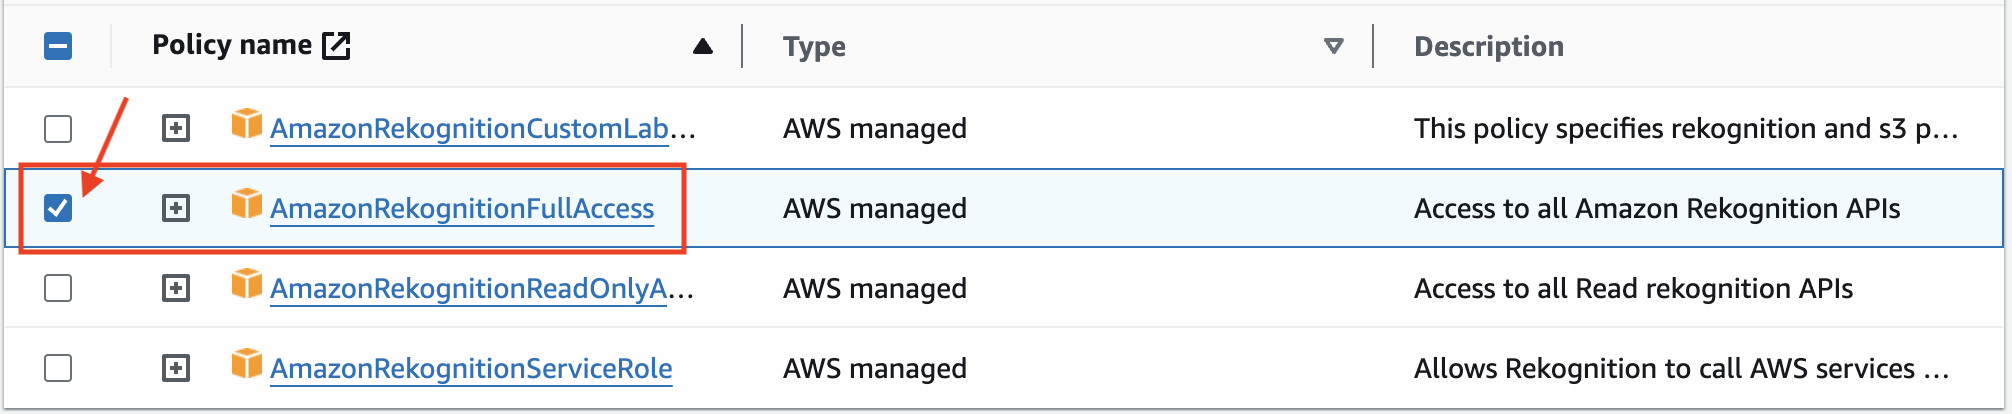 Policy name Type Description
AmazonRekognitionCustomLab... AWS managed This policy specifies rekognition and s3 p...
AmazonRekognitionFullAccess AWS managed Access to all Amazon Rekognition APIs
AmazonRekognitionReadOnlyA... AWS managed Access to all Read rekognition APIs
AmazonRekognitionServiceRole AWS managed Allows Rekognition to call AWS services ...